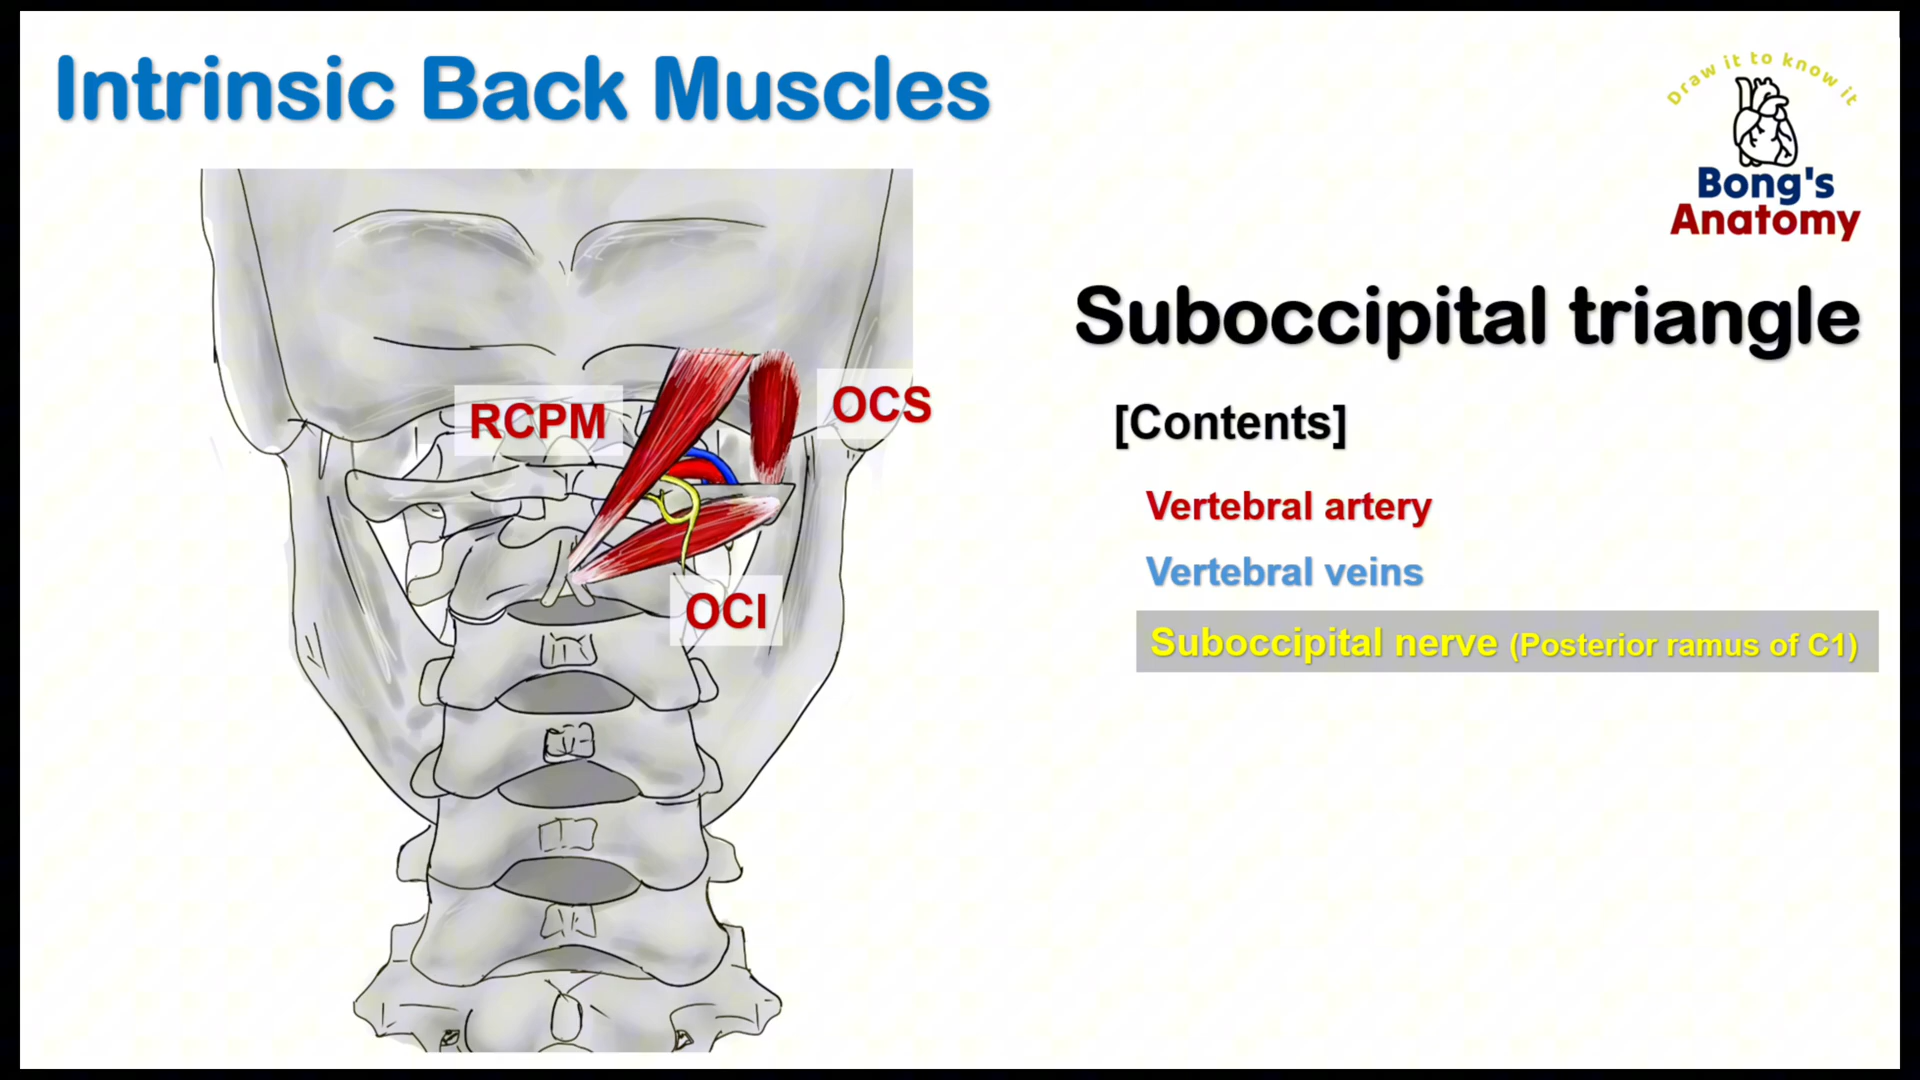 Intrinsic Back Muscles
Draw it to know it
Bong's
Anatomy
Suboccipital triangle
RCPM
OCS
[Contents]
Vertebral artery
Vertebral veins
OCI
Suboccipital nerve (Posterior ramus of C1)